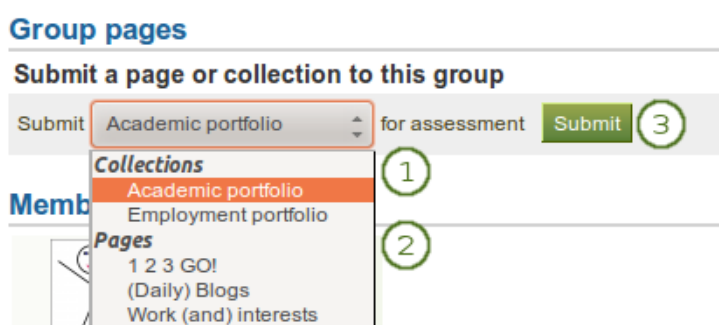 Group pages
Submit a page or collection to this group
Submit Academic portfolio for assessment Submit 3
Collections 1
Academic portfolio
Employment portfolio
Memb
Pages 2
1 2 3 GO!
(Daily) Blogs
Work (and) interests